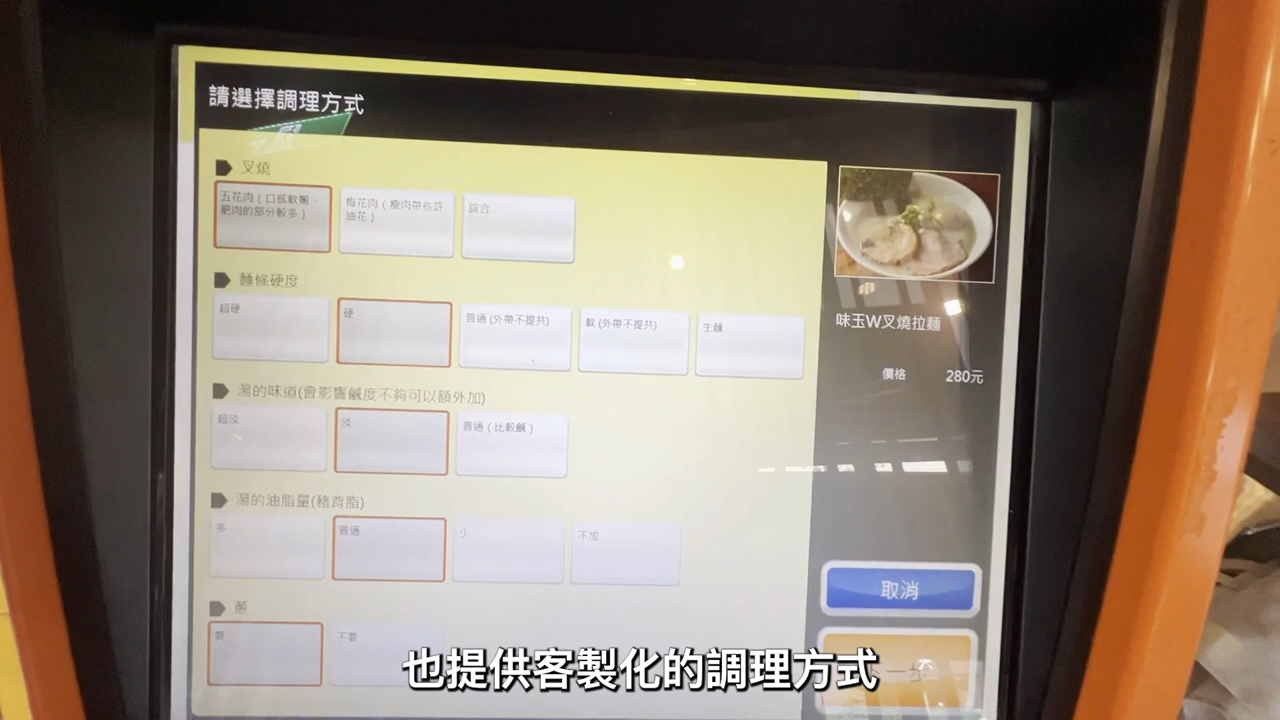 請選擇調理方式
叉燒
五花肉（口感軟嫩、
肥肉的部分較多）
梅花肉（瘦肉帶些許
油花）
綜合
麵條硬度
超硬
硬
普通 (外帶不提共)
軟 (外帶不提共)
生麵
湯的味道(會影響鹹度不夠可以額外加)
超淡
淡
普通（比較鹹）
湯的油脂量(豬背脂)
多
普通
少
不加
蔥
要
不要
味玉W叉燒拉麵
價格 280元
取消
下一步
也提供客製化的調理方式